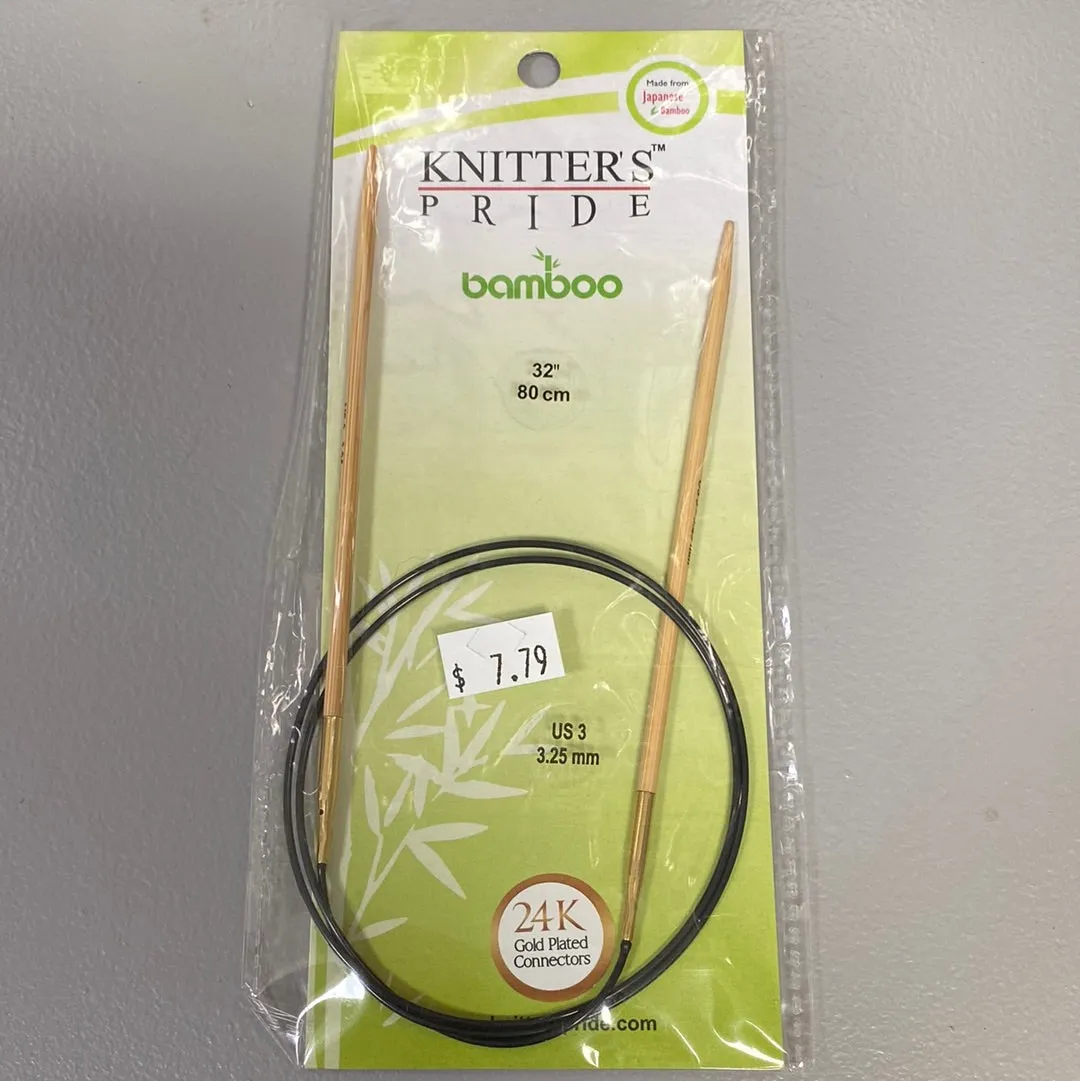 Made from
Japanese
Bamboo
KNITTER'S™
PRIDE
bamboo
32"
80 cm
$ 7.79
US 3
3.25 mm
24K
Gold Plated
Connectors